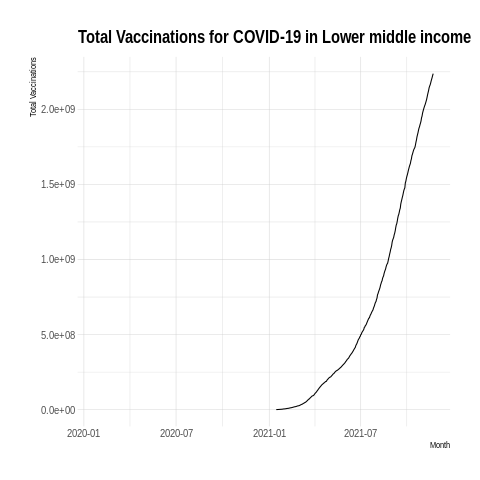 Total Vaccinations for COVID-19 in Lower middle income
Total Vaccinations
2.0e+09
1.5e+09
1.0e+09
5.0e+08
0.0e+00
2020-01 2020-07 2021-01 2021-07
Month